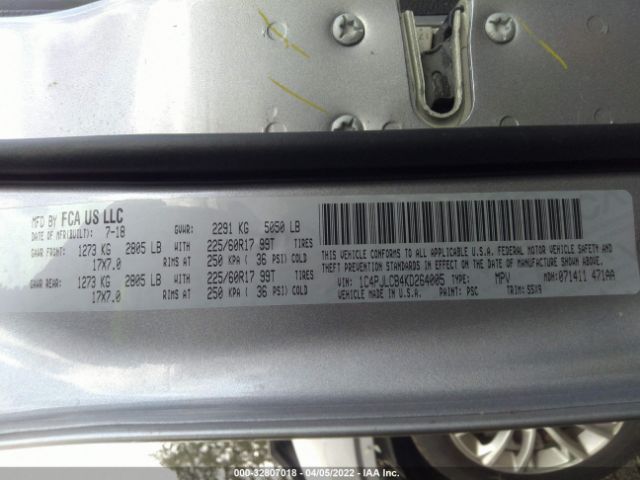 MFD BY FCA US LLC
DATE OF MFR(BUILT): 7-18 GVWR: 2291 KG 5050 LB
GAWR FRONT: 1273 KG 2805 LB WITH 225/60R17 99T TIRES
17X7.0 RIMS AT 250 KPA ( 36 PSI) COLD
GAWR REAR: 1273 KG 2805 LB WITH 225/60R17 99T TIRES
17X7.0 RIMS AT 250 KPA ( 36 PSI) COLD
THIS VEHICLE CONFORMS TO ALL APPLICABLE U.S.A. FEDERAL MOTOR VEHICLE SAFETY AND
THEFT PREVENTION STANDARDS IN EFFECT ON THE DATE OF MANUFACTURE SHOWN ABOVE.
VIN: 1C4PJLCB4KD264005 TYPE: MPV MDH: 071411 471AA
VEHICLE MADE IN U.S.A. PAINT: PSC TRIM: S5X9
000-32807018 - 04/05/2022 - IAA Inc.